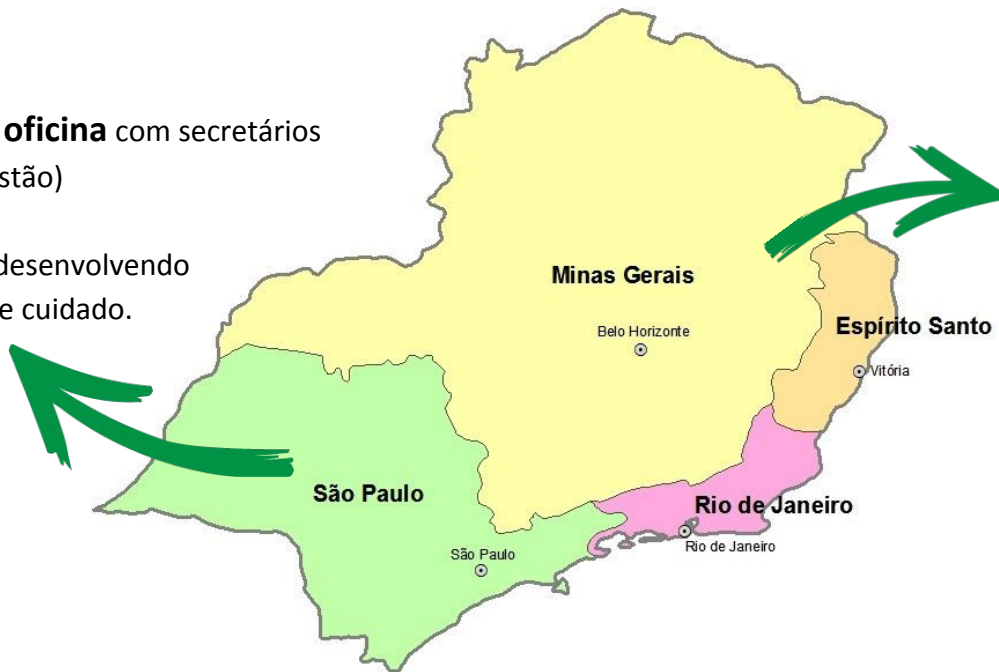 oficina com secretários
stão)
desenvolvendo
e cuidado.
Minas Gerais
Belo Horizonte
Espírito Santo
Vitória
São Paulo
Rio de Janeiro
São Paulo
Rio de Janeiro